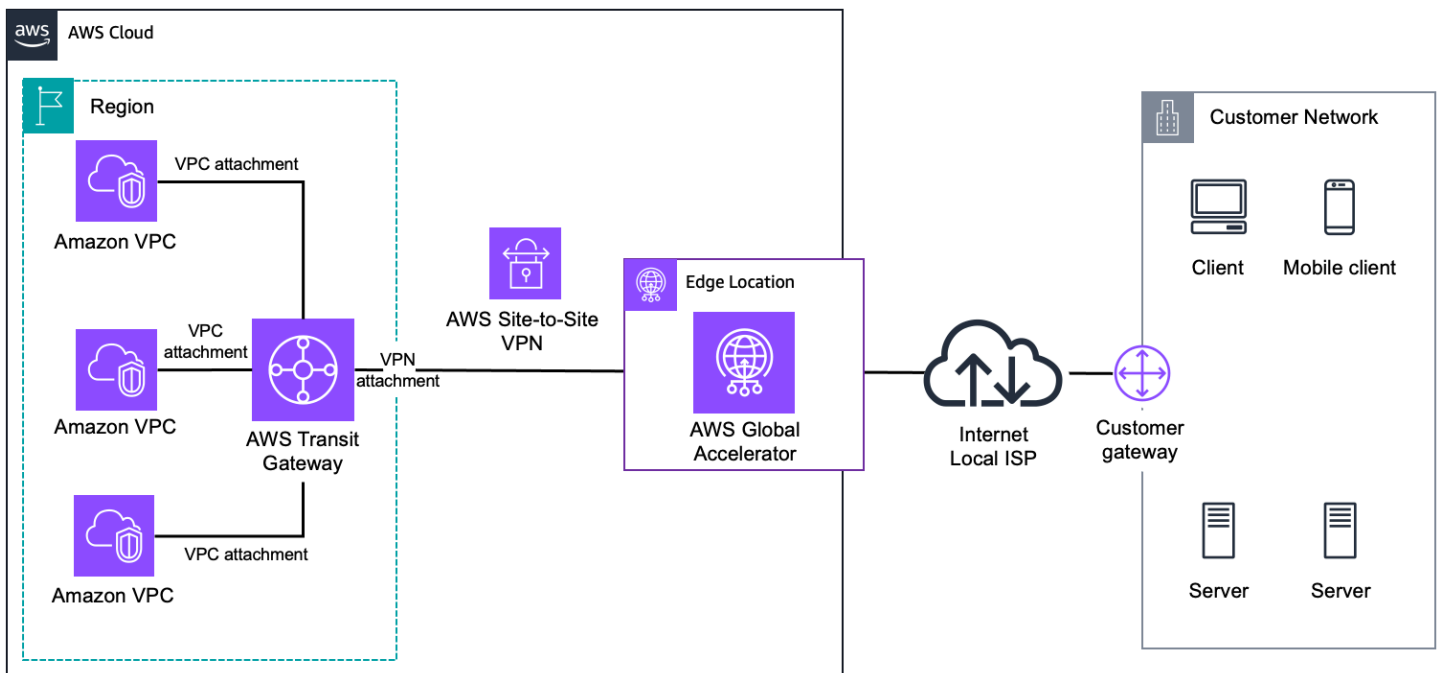 aws
AWS Cloud
Region
VPC attachment
Amazon VPC
VPC
attachment
Amazon VPC
AWS Transit
Gateway
VPN
attachment
VPC attachment
Amazon VPC
AWS Site-to-Site
VPN
Edge Location
AWS Global
Accelerator
Internet
Local ISP
Customer
gateway
Customer Network
Client
Mobile client
Server
Server